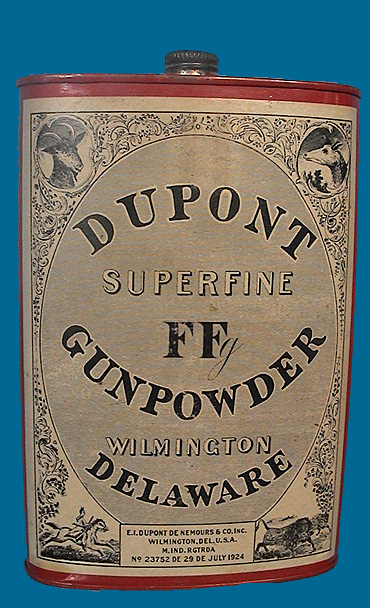 DUPONT
SUPERFINE
FFg
GUNPOWDER
WILMINGTON
DELAWARE
E.I. DUPONT DE NEMOURS & CO. INC.
WILMINGTON, DEL., U.S.A.
M. IND. RGTRDA
Nº 23752 DE 29 DE JULY 1924